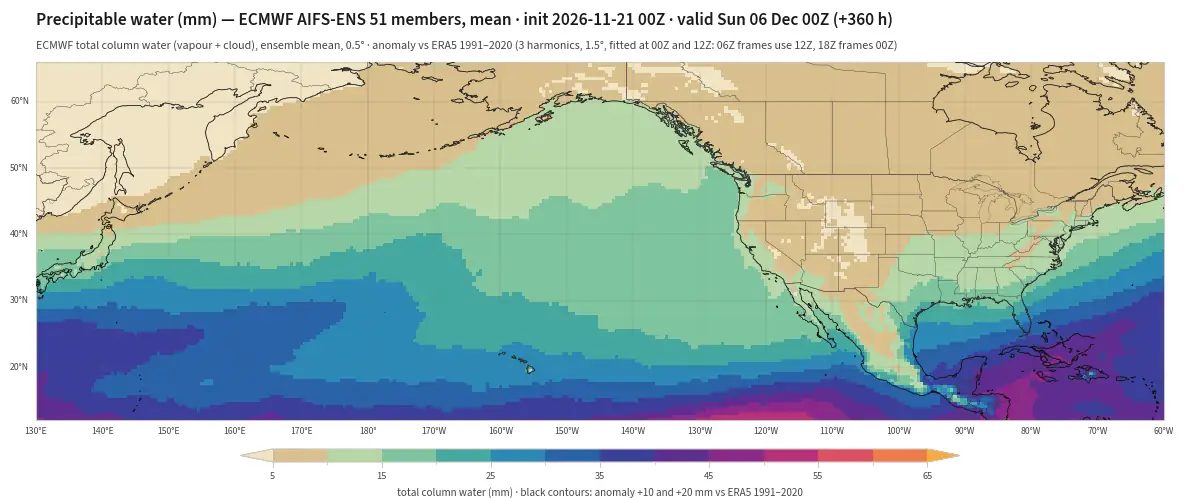 Precipitable water (mm) — ECMWF AIFS-ENS 51 members, mean · init 2026-11-21 00Z · valid Sun 06 Dec 00Z (+360 h)
ECMWF total column water (vapour + cloud), ensemble mean, 0.5° · anomaly vs ERA5 1991–2020 (3 harmonics, 1.5°, fitted at 00Z and 12Z: 06Z frames use 12Z, 18Z frames 00Z)
60°N
50°N
40°N
30°N
20°N
130°E 140°E 150°E 160°E 170°E 180° 170°W 160°W 150°W 140°W 130°W 120°W 110°W 100°W 90°W 80°W 70°W 60°W
5 15 25 35 45 55 65
total column water (mm) · black contours: anomaly +10 and +20 mm vs ERA5 1991–2020